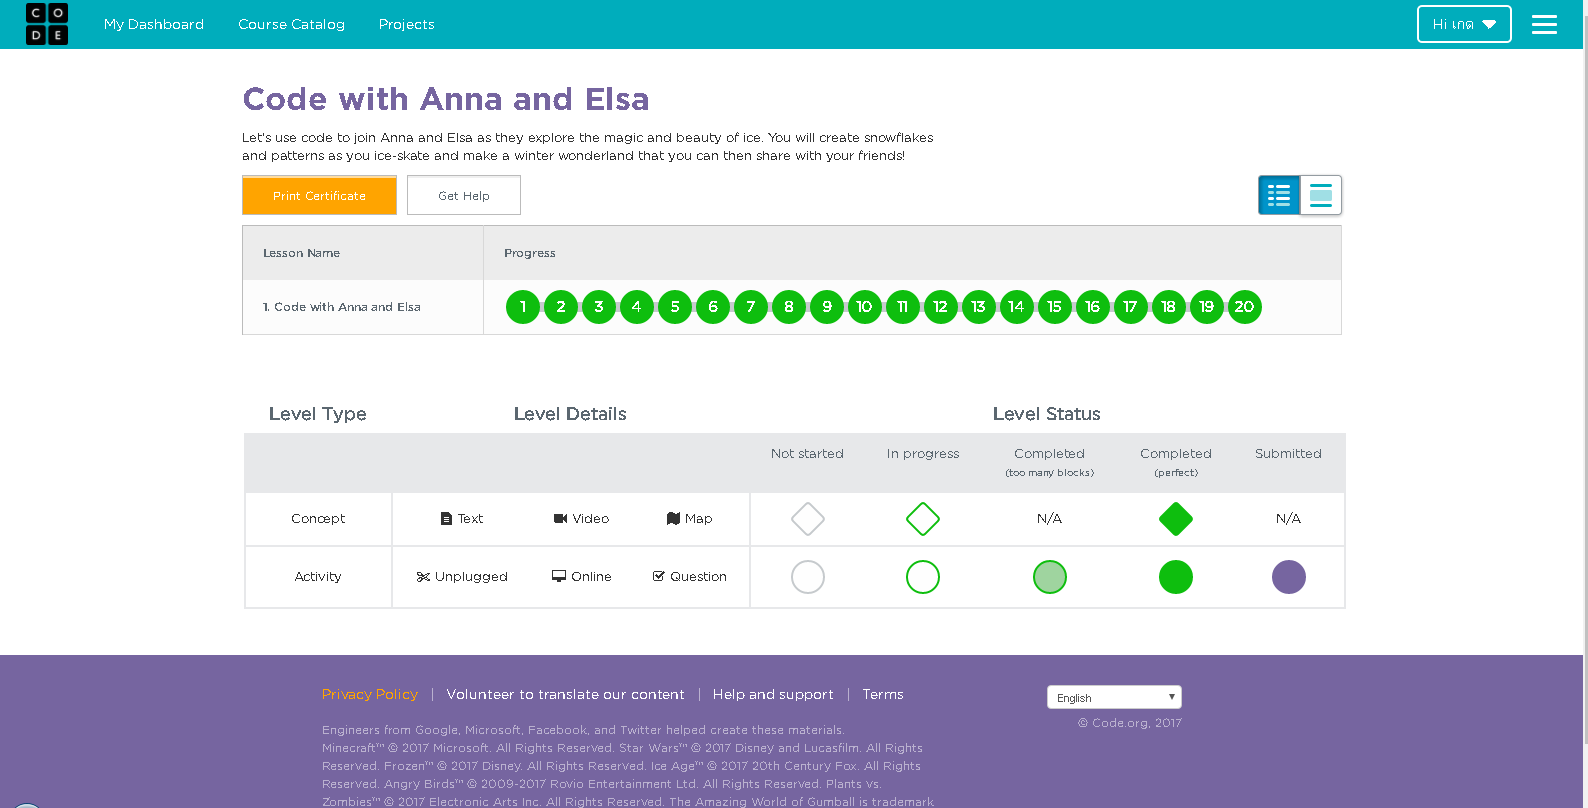 CODE
My Dashboard
Course Catalog
Projects
Hi เกด
Code with Anna and Elsa
Let's use code to join Anna and Elsa as they explore the magic and beauty of ice. You will create snowflakes
and patterns as you ice-skate and make a winter wonderland that you can then share with your friends!
Print Certificate
Get Help
Lesson Name
Progress
1. Code with Anna and Elsa
1 2 3 4 5 6 7 8 9 10 11 12 13 14 15 16 17 18 19 20
Level Type
Level Details
Level Status
Not started
In progress
Completed
(too many blocks)
Completed
(perfect)
Submitted
Concept
Text
Video
Map
N/A
N/A
Activity
Unplugged
Online
Question
Privacy Policy | Volunteer to translate our content | Help and support | Terms
English
© Code.org, 2017
Engineers from Google, Microsoft, Facebook, and Twitter helped create these materials.
Minecraft™ © 2017 Microsoft. All Rights Reserved. Star Wars™ © 2017 Disney and Lucasfilm. All Rights
Reserved. Frozen™ © 2017 Disney. All Rights Reserved. Ice Age™ © 2017 20th Century Fox. All Rights
Reserved. Angry Birds™ © 2009-2017 Rovio Entertainment Ltd. All Rights Reserved. Plants vs.
Zombies™ © 2017 Electronic Arts Inc. All Rights Reserved. The Amazing World of Gumball is trademark